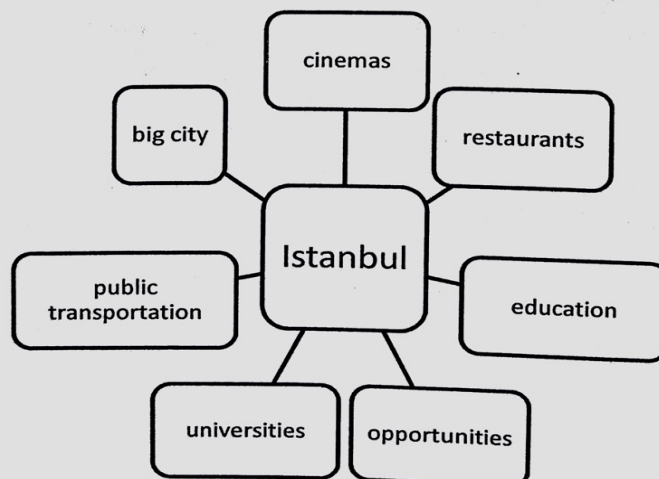 cinemas
big city
restaurants
Istanbul
public
transportation
education
universities
opportunities